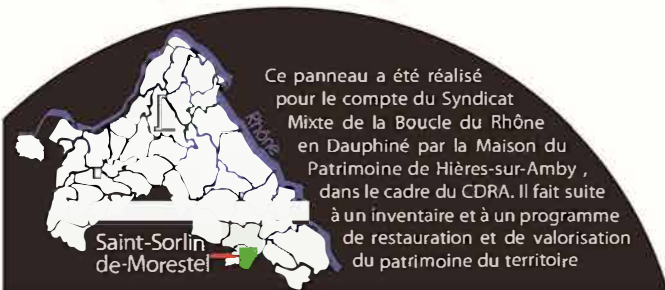 Ce panneau a été réalisé
pour le compte du Syndicat
Mixte de la Boucle du Rhône
en Dauphiné par la Maison du
Patrimoine de Hières-sur-Amby ,
dans le cadre du CDRA. Il fait suite
à un inventaire et à un programme
de restauration et de valorisation
du patrimoine du territoire
Rhône
Saint-Sorlin
de-Morestel